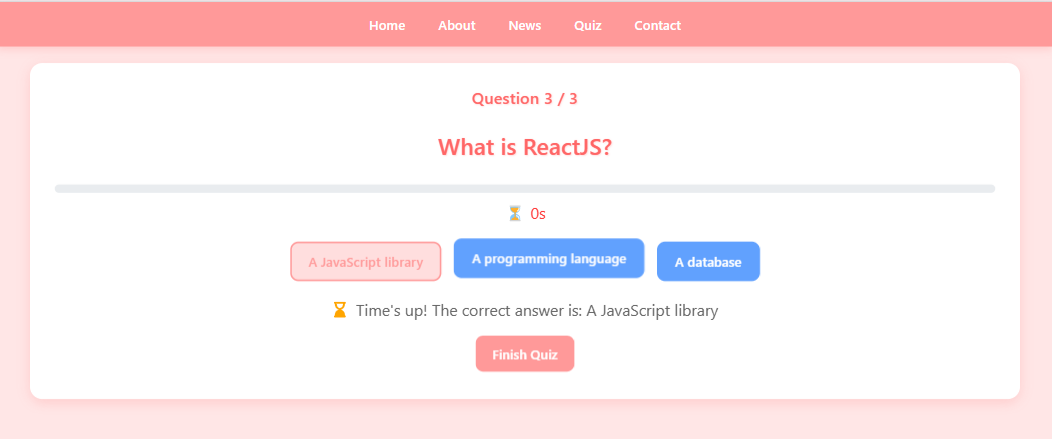 Home About News Quiz Contact
Question 3 / 3
What is ReactJS?
⏳ 0s
A JavaScript library A programming language A database
⌛ Time's up! The correct answer is: A JavaScript library
Finish Quiz